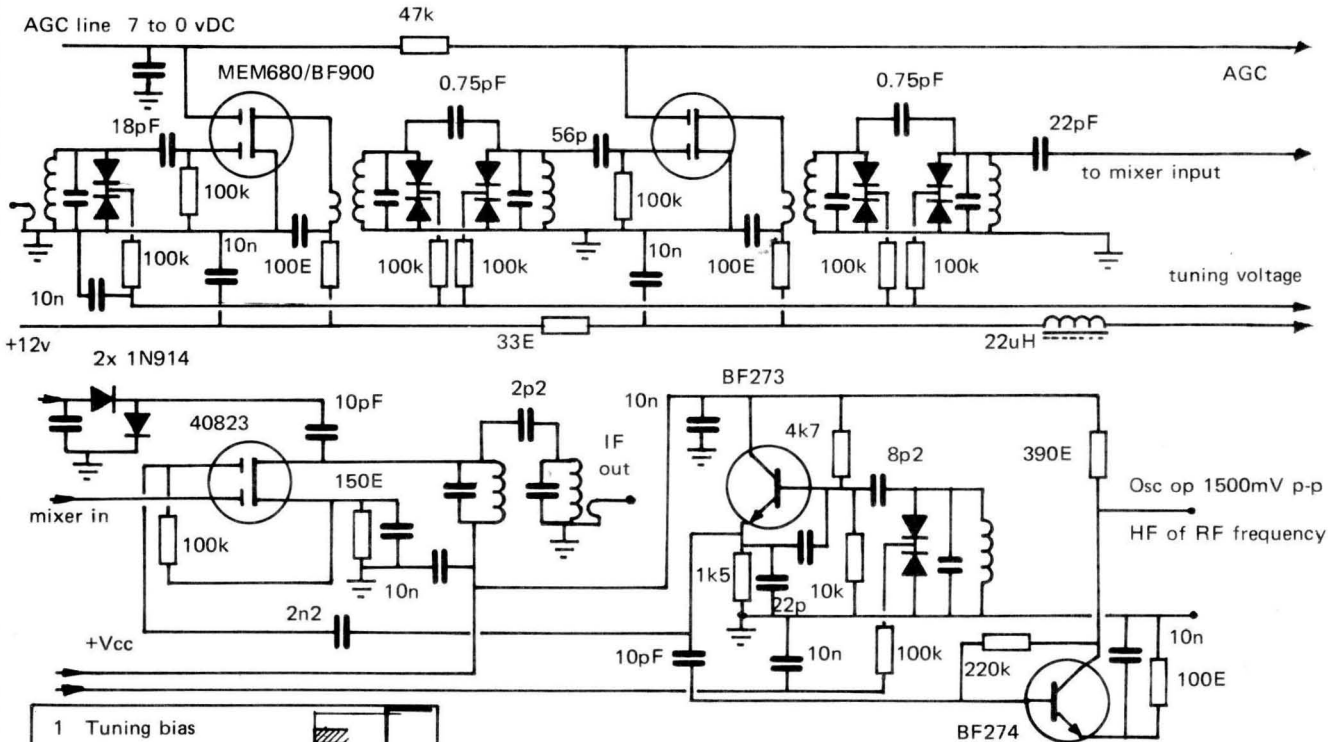 AGC line 7 to 0 vDC
47k
MEM680/BF900
AGC
18pF
0.75pF
56p
0.75pF
22pF
to mixer input
100k
100k
10n
100E
100k
100k
100k
10n
100E
100k
100k
10n
tuning voltage
+12v
33E
22uH
2x 1N914
10pF
40823
2p2
IF
out
150E
mixer in
100k
10n
2n2
+Vcc
BF273
10n
4k7
8p2
390E
Osc op 1500mV p-p
HF of RF frequency
1k5
10k
22p
10pF
10n
100k
220k
10n
100E
BF274
1 Tuning bias